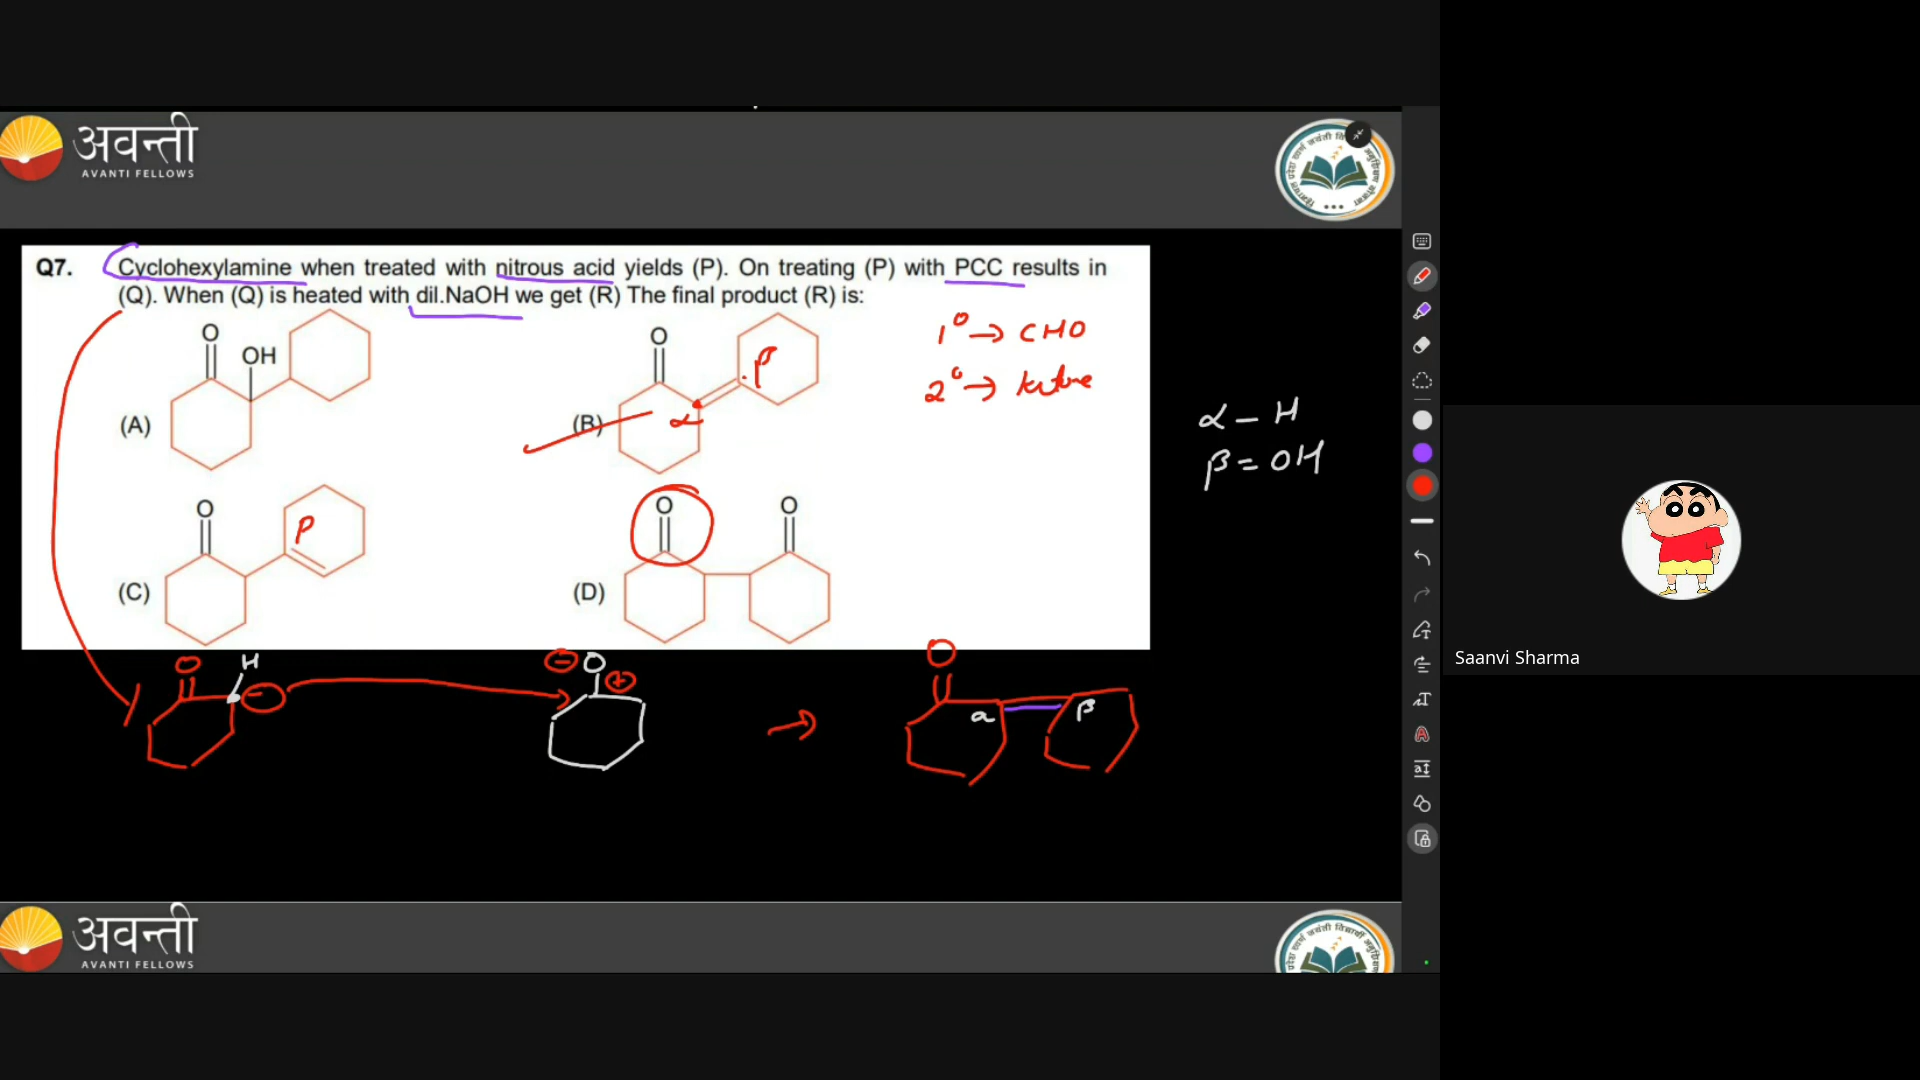 अवन्ती
AVANTI FELLOWS
Q7. Cyclohexylamine when treated with nitrous acid yields (P). On treating (P) with PCC results in
(Q). When (Q) is heated with dil.NaOH we get (R) The final product (R) is:
O
OH
(A)
O
β
α
(B)
1° → CHO
2° → ketone
α – H
β = OH
O
P
(C)
O
O
(D)
O
H
–
– O
+
→
O
α
β
Saanvi Sharma
अवन्ती
AVANTI FELLOWS